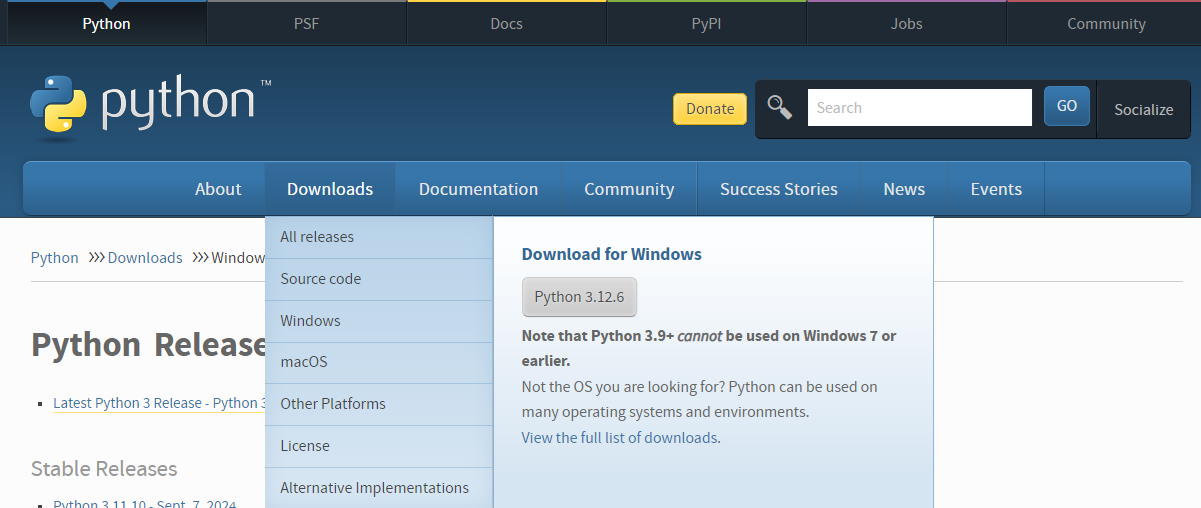 Python
PSF
Docs
PyPI
Jobs
Community
python™
Donate
Search
GO
Socialize
About
Downloads
Documentation
Community
Success Stories
News
Events
Python >>> Downloads >>> Window
All releases
Source code
Windows
macOS
Other Platforms
License
Alternative Implementations
Download for Windows
Python 3.12.6
Note that Python 3.9+ cannot be used on Windows 7 or
earlier.
Not the OS you are looking for? Python can be used on
many operating systems and environments.
View the full list of downloads.
Python Release
Latest Python 3 Release - Python 3
Stable Releases
Python 3.11.10 - Sept. 7, 2024